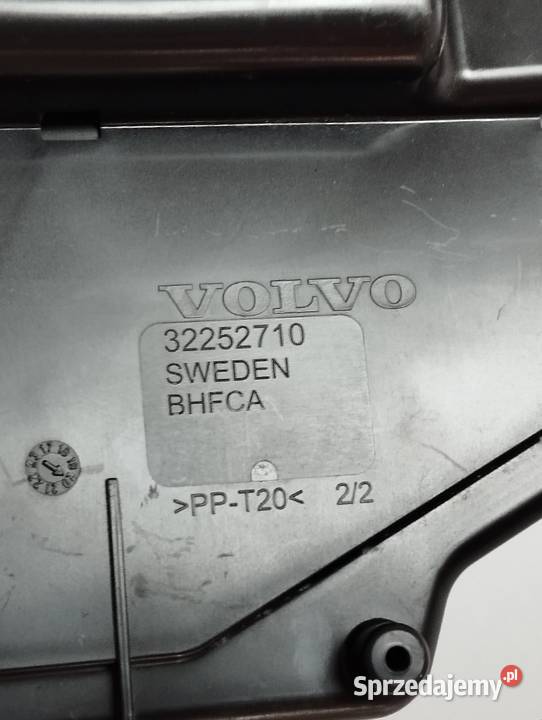 VOLVO
32252710
SWEDEN
BHFCA
>PP-T20< 2/2
Sprzedajemy.pl